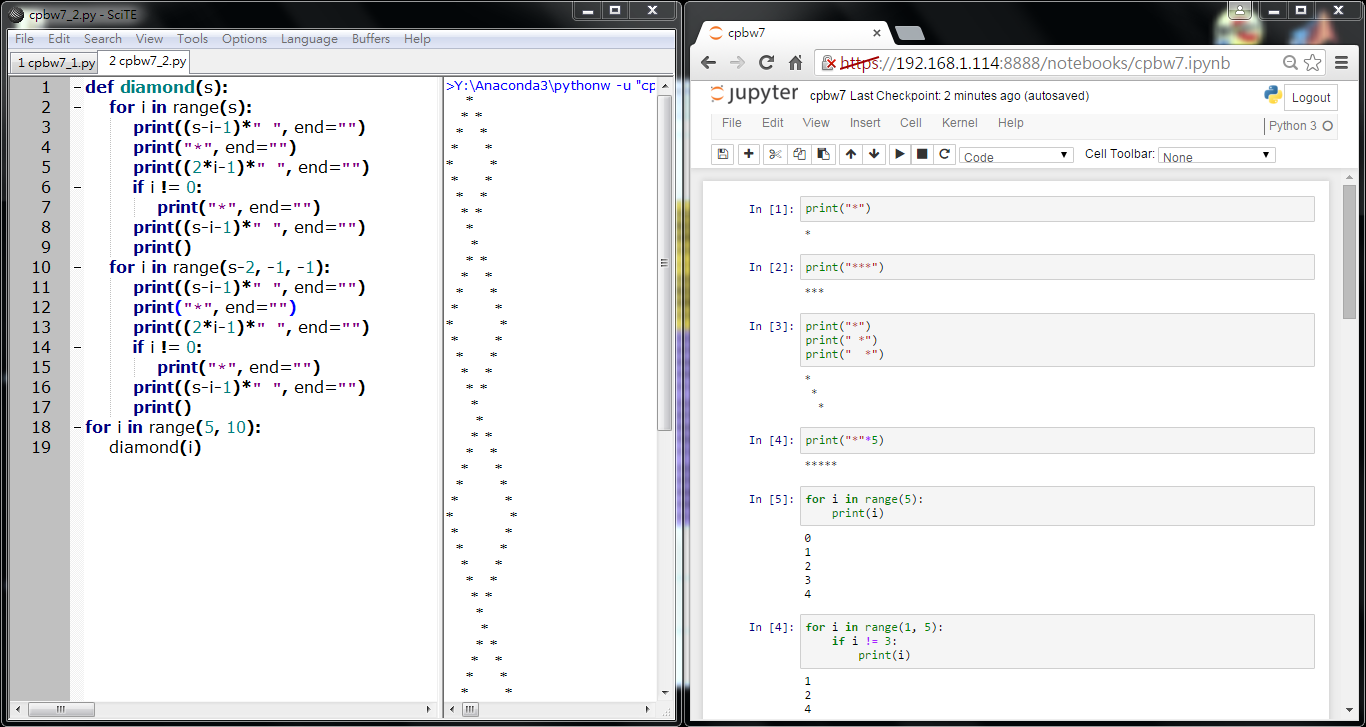 cpbw7_2.py - SciTE
File Edit Search View Tools Options Language Buffers Help
1 cpbw7_1.py 2 cpbw7_2.py
1 def diamond(s):
2     for i in range(s):
3         print((s-i-1)*" ", end="")
4         print("*", end="")
5         print((2*i-1)*" ", end="")
6         if i != 0:
7             print("*", end="")
8         print((s-i-1)*" ", end="")
9         print()
10     for i in range(s-2, -1, -1):
11         print((s-i-1)*" ", end="")
12         print("*", end="")
13         print((2*i-1)*" ", end="")
14         if i != 0:
15             print("*", end="")
16         print((s-i-1)*" ", end="")
17         print()
18 for i in range(5, 10):
19     diamond(i)
>Y:\Anaconda3\pythonw -u "cp
    *
   * *
  *   *
 *     *
*       *
 *     *
  *   *
   * *
    *
     *
    * *
   *   *
  *     *
 *       *
*         *
 *       *
  *     *
   *   *
    * *
     *
      *
     * *
    *   *
   *     *
  *       *
 *         *
*           *
 *         *
  *       *
   *     *
    *   *
     * *
      *
       *
      * *
     *   *
    *     *
   *       *
cpbw7
https://192.168.1.114:8888/notebooks/cpbw7.ipynb
jupyter cpbw7 Last Checkpoint: 2 minutes ago (autosaved)
Logout
File Edit View Insert Cell Kernel Help
Python 3
Code
Cell Toolbar: None
In [1]: print("*")
*
In [2]: print("***")
***
In [3]: print("*")
print(" *")
print("  *")
*
 *
  *
In [4]: print("*"*5)
*****
In [5]: for i in range(5):
    print(i)
0
1
2
3
4
In [4]: for i in range(1, 5):
    if i != 3:
        print(i)
1
2
4